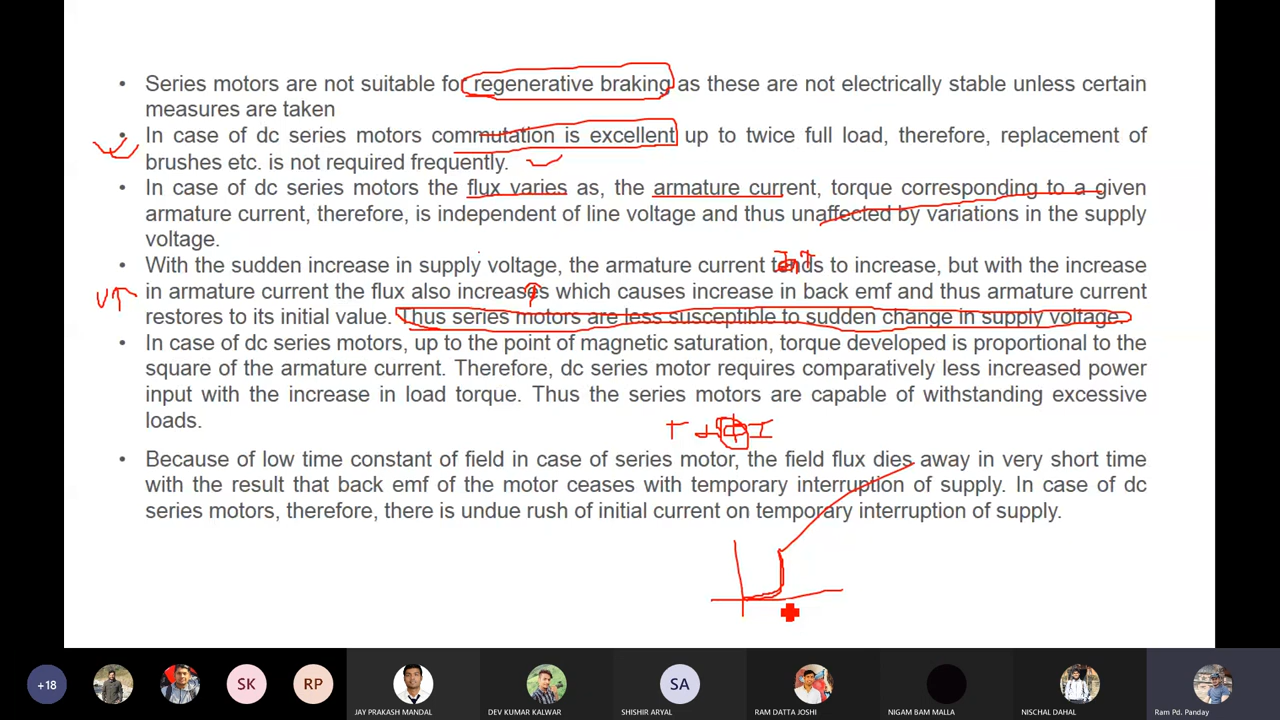 • Series motors are not suitable for regenerative braking as these are not electrically stable unless certain
measures are taken
• In case of dc series motors commutation is excellent up to twice full load, therefore, replacement of
brushes etc. is not required frequently.
• In case of dc series motors the flux varies as, the armature current, torque corresponding to a given
armature current, therefore, is independent of line voltage and thus unaffected by variations in the supply
voltage.
• With the sudden increase in supply voltage, the armature current tends to increase, but with the increase
V↑ in armature current the flux also increases which causes increase in back emf and thus armature current
restores to its initial value. Thus series motors are less susceptible to sudden change in supply voltage.
• In case of dc series motors, up to the point of magnetic saturation, torque developed is proportional to the
square of the armature current. Therefore, dc series motor requires comparatively less increased power
input with the increase in load torque. Thus the series motors are capable of withstanding excessive
loads.
• Because of low time constant of field in case of series motor, the field flux dies away in very short time
with the result that back emf of the motor ceases with temporary interruption of supply. In case of dc
series motors, therefore, there is undue rush of initial current on temporary interruption of supply.
+18 SK RP JAY PRAKASH MANDAL DEV KUMAR KALWAR SA SHISHIR ARYAL RAM DATTA JOSHI NIGAM BAM MALLA NISCHAL DAHAL Ram Pd. Panday